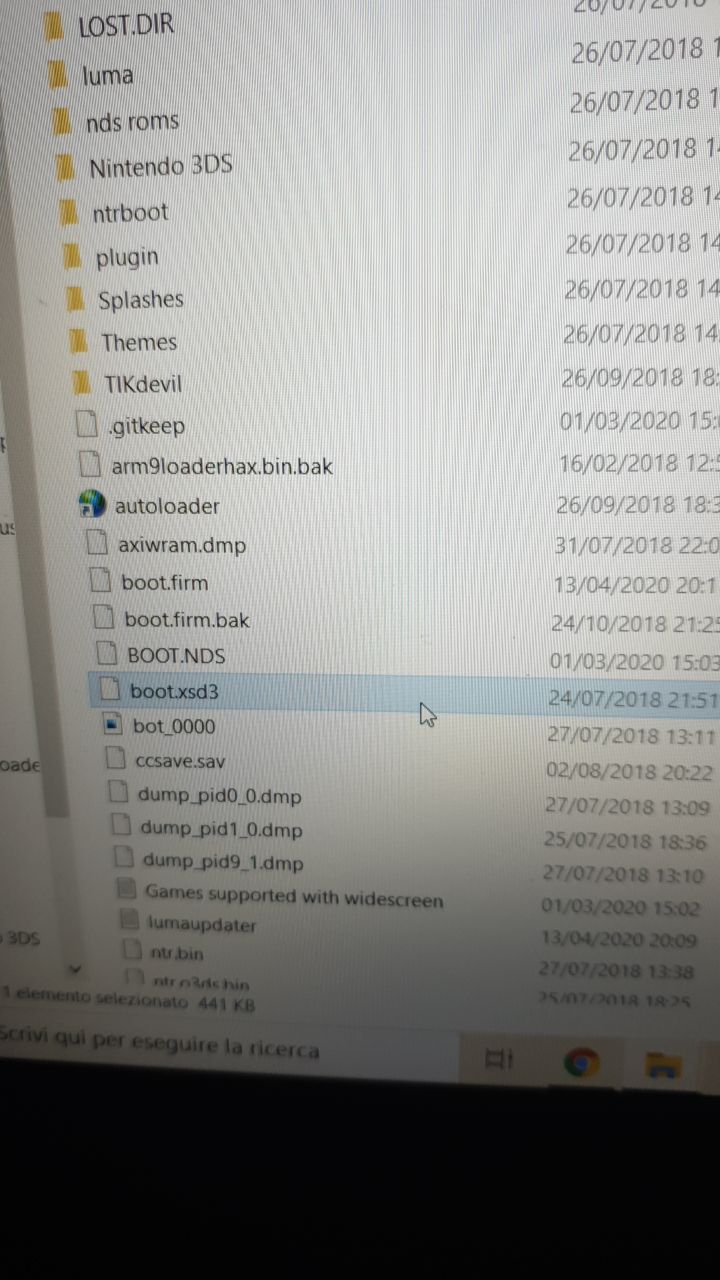 26/07/2018
LOST.DIR 26/07/2018 1
luma 26/07/2018 1
nds roms 26/07/2018 14
Nintendo 3DS 26/07/2018 14
ntrboot 26/07/2018 14
plugin 26/07/2018 14
Splashes 26/07/2018 14
Themes 26/07/2018 14
TIKdevil 26/09/2018 18:
.gitkeep 01/03/2020 15:
arm9loaderhax.bin.bak 16/02/2018 12:5
autoloader 26/09/2018 18:3
axiwram.dmp 31/07/2018 22:0
boot.firm 13/04/2020 20:1
boot.firm.bak 24/10/2018 21:25
BOOT.NDS 01/03/2020 15:03
boot.xsd3 24/07/2018 21:51
bot_0000 27/07/2018 13:11
ccsave.sav 02/08/2018 20:22
dump_pid0_0.dmp 27/07/2018 13:09
dump_pid1_0.dmp 25/07/2018 18:36
dump_pid9_1.dmp 27/07/2018 13:10
Games supported with widescreen 01/03/2020 15:02
lumaupdater 13/04/2020 20:09
ntr.bin 27/07/2018 13:38
ntr.n3ds.bin 25/07/2018 18:25
3DS
1 elemento selezionato 441 KB
Scrivi qui per eseguire la ricerca